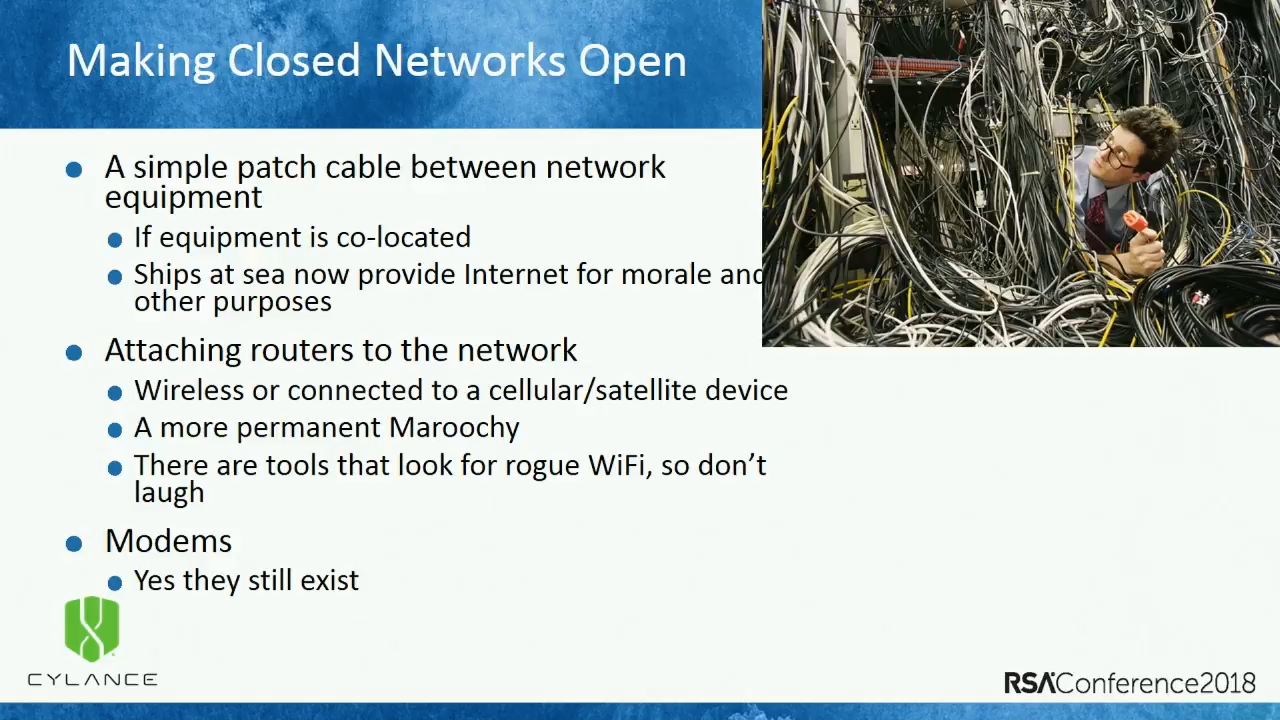 Making Closed Networks Open
A simple patch cable between network
equipment
If equipment is co-located
Ships at sea now provide Internet for morale and
other purposes
Attaching routers to the network
Wireless or connected to a cellular/satellite device
A more permanent Maroochy
There are tools that look for rogue WiFi, so don't
laugh
Modems
Yes they still exist
CYLANCE
RSAConference2018